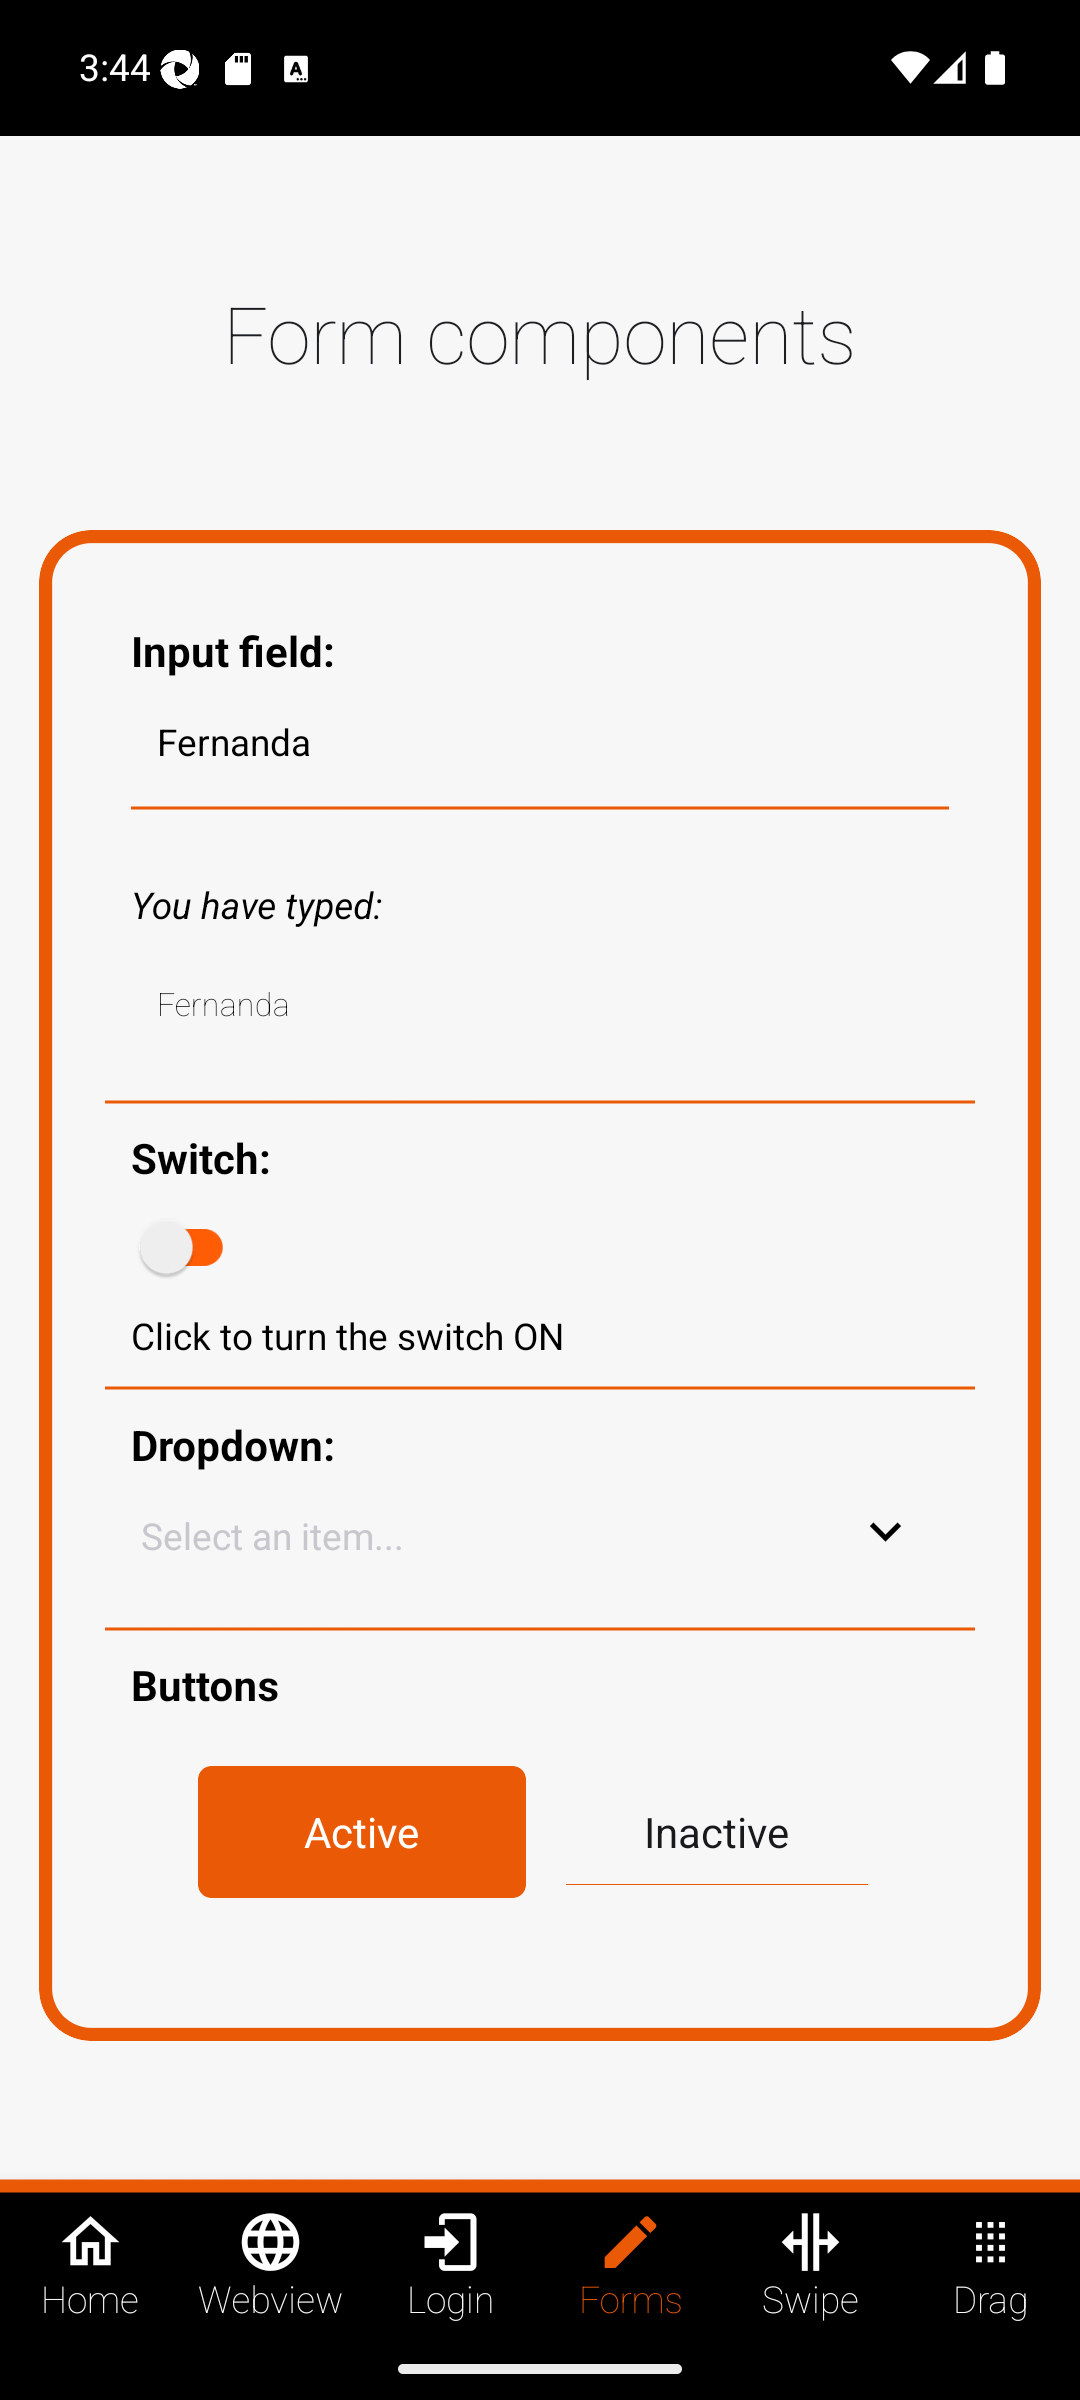 3:44
Form components
Input field:
Fernanda
You have typed:
Fernanda
Switch:
Click to turn the switch ON
Dropdown:
Select an item...
Buttons
Active Inactive
Home Webview Login Forms Swipe Drag